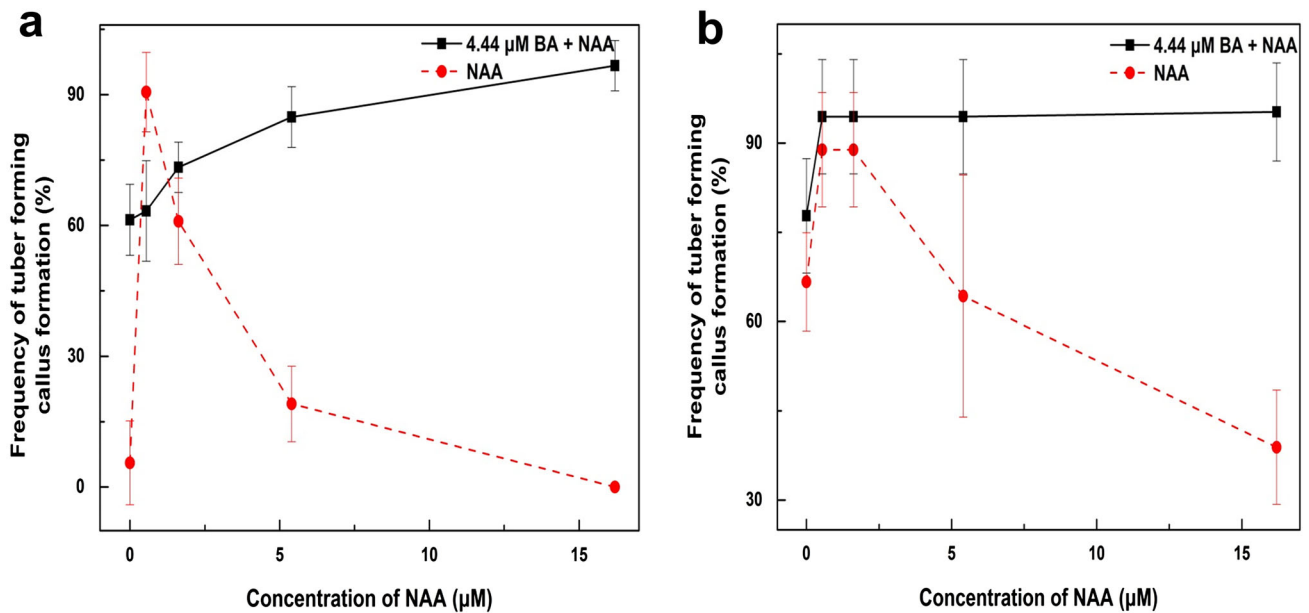 a
4.44 µM BA + NAA
NAA
90
60
30
0
0
5
10
15
Frequency of tuber forming
callus formation (%)
Concentration of NAA (µM)
b
4.44 µM BA + NAA
NAA
90
60
30
0
5
10
15
Frequency of tuber forming
callus formation (%)
Concentration of NAA (µM)